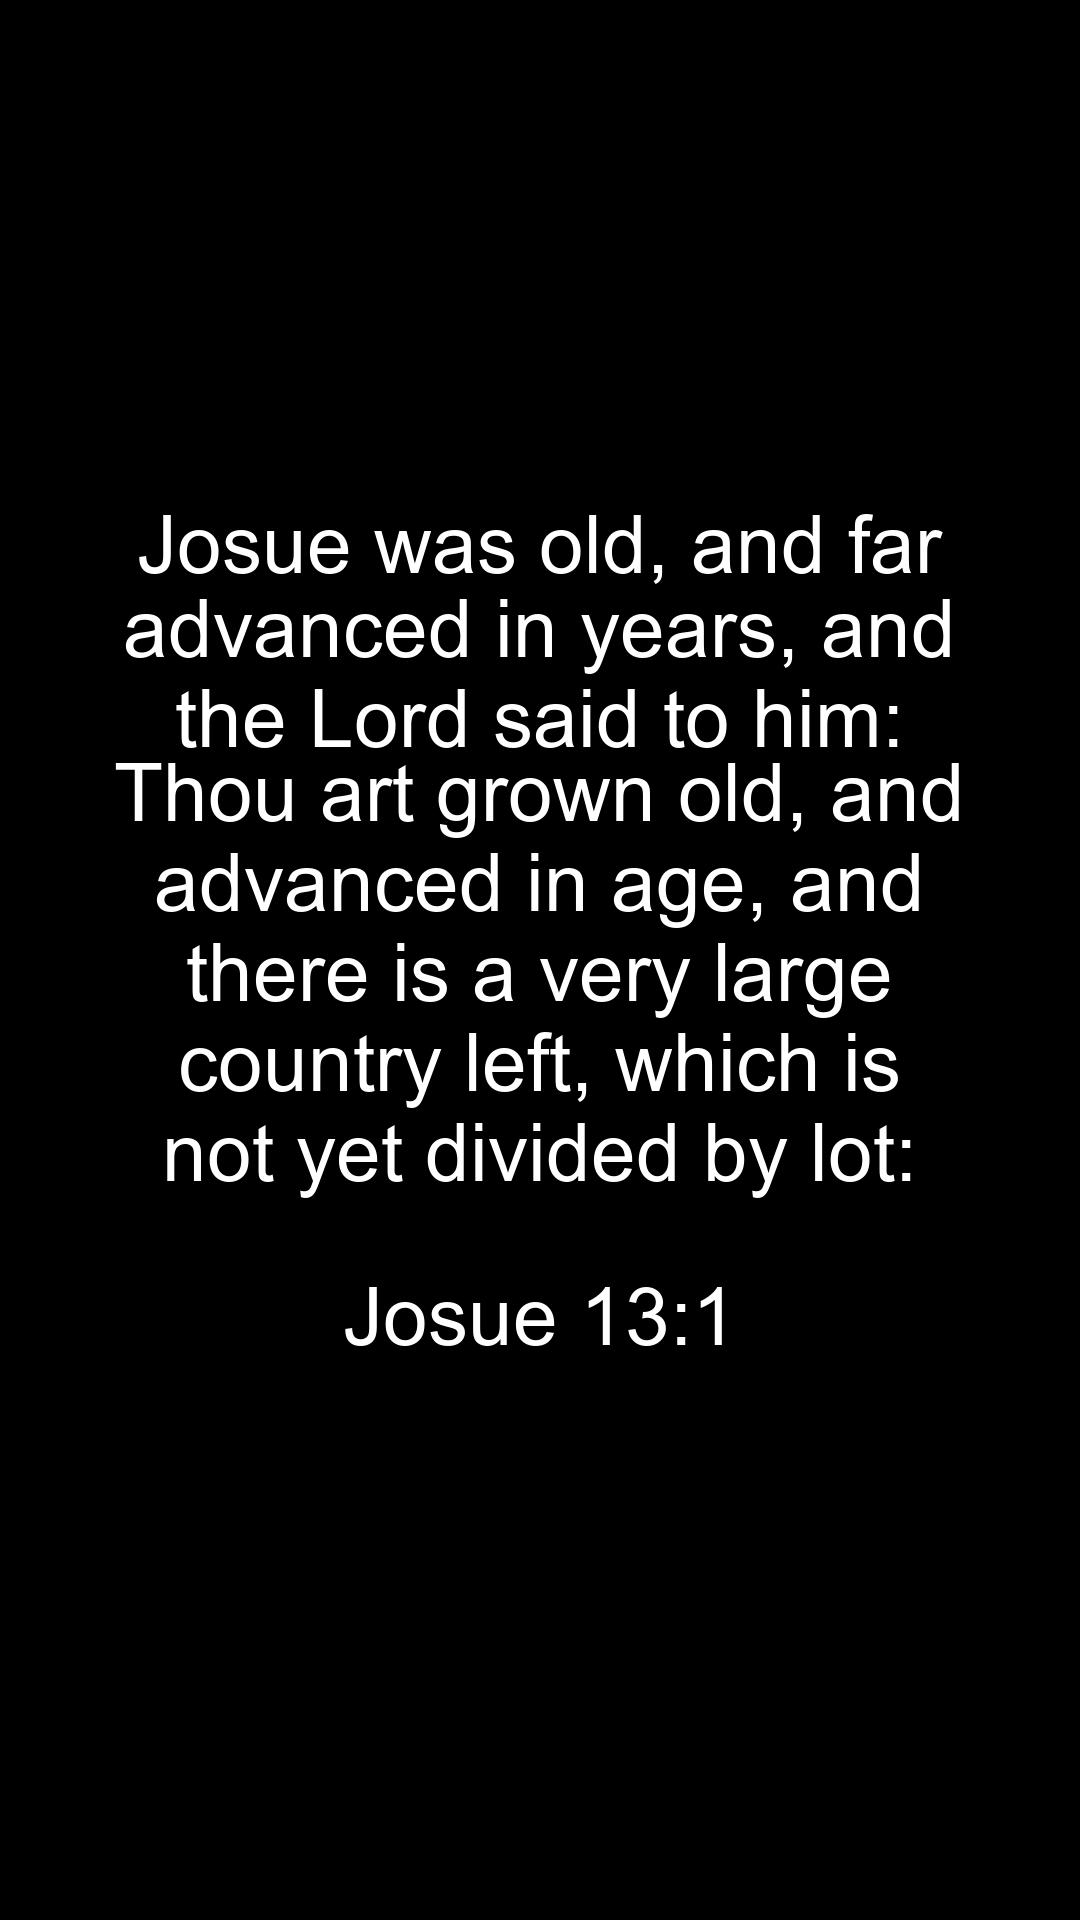 Josue was old, and far
advanced in years, and
the Lord said to him:
Thou art grown old, and
advanced in age, and
there is a very large
country left, which is
not yet divided by lot:
Josue 13:1